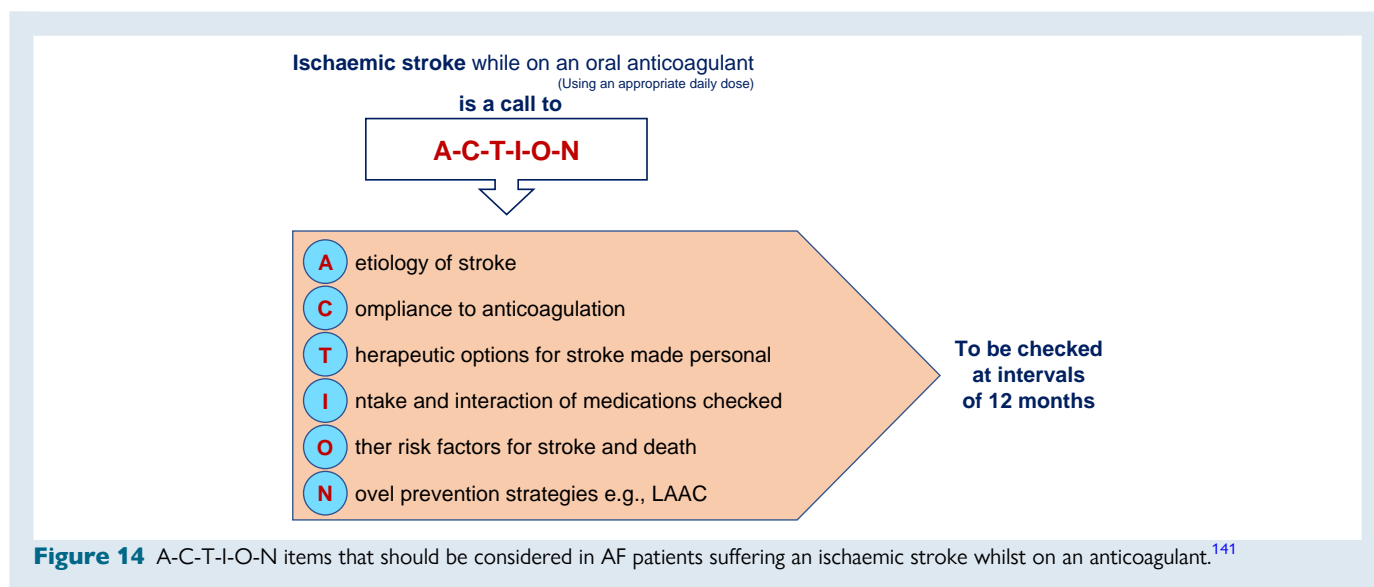 Ischaemic stroke while on an oral anticoagulant
(Using an appropriate daily dose)
is a call to
A-C-T-I-O-N
A etiology of stroke
C ompliance to anticoagulation
T herapeutic options for stroke made personal
I ntake and interaction of medications checked
O ther risk factors for stroke and death
N ovel prevention strategies e.g., LAAC
To be checked
at intervals
of 12 months
Figure 14 A-C-T-I-O-N items that should be considered in AF patients suffering an ischaemic stroke whilst on an anticoagulant.141